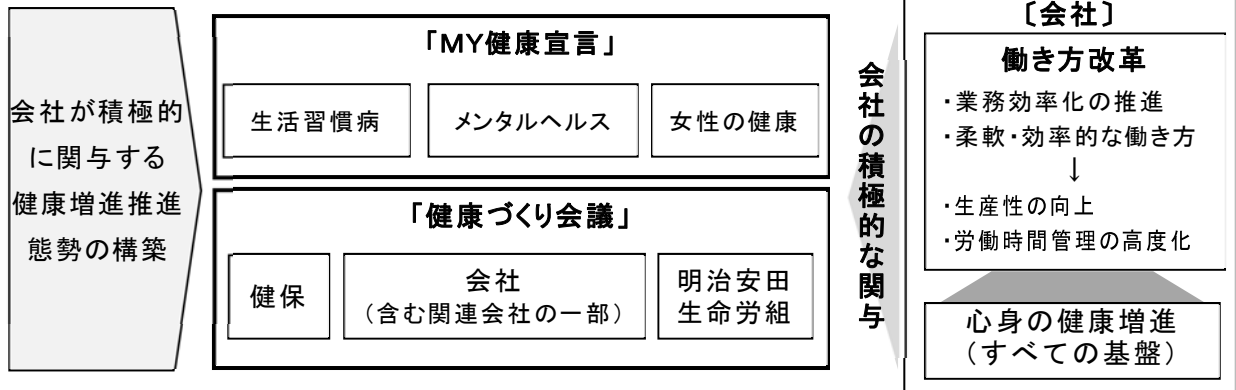 会社が積極的
に関与する
健康増進推進
態勢の構築
「MY健康宣言」
生活習慣病
メンタルヘルス
女性の健康
「健康づくり会議」
健保
会社
(含む関連会社の一部)
明治安田
生命労組
会社の積極的な関与
〔会社〕
働き方改革
・業務効率化の推進
・柔軟・効率的な働き方
↓
・生産性の向上
・労働時間管理の高度化
心身の健康増進
(すべての基盤)